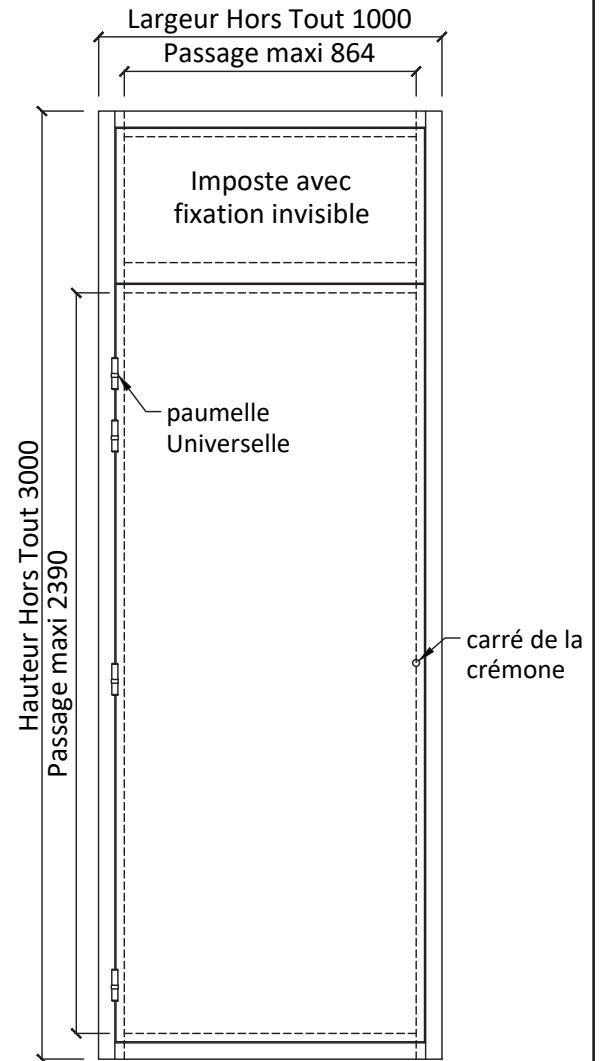 Largeur Hors Tout 1000
Passage maxi 864
Imposte avec
fixation invisible
paumelle
Universelle
Hauteur Hors Tout 3000
Passage maxi 2390
carré de la
crémone